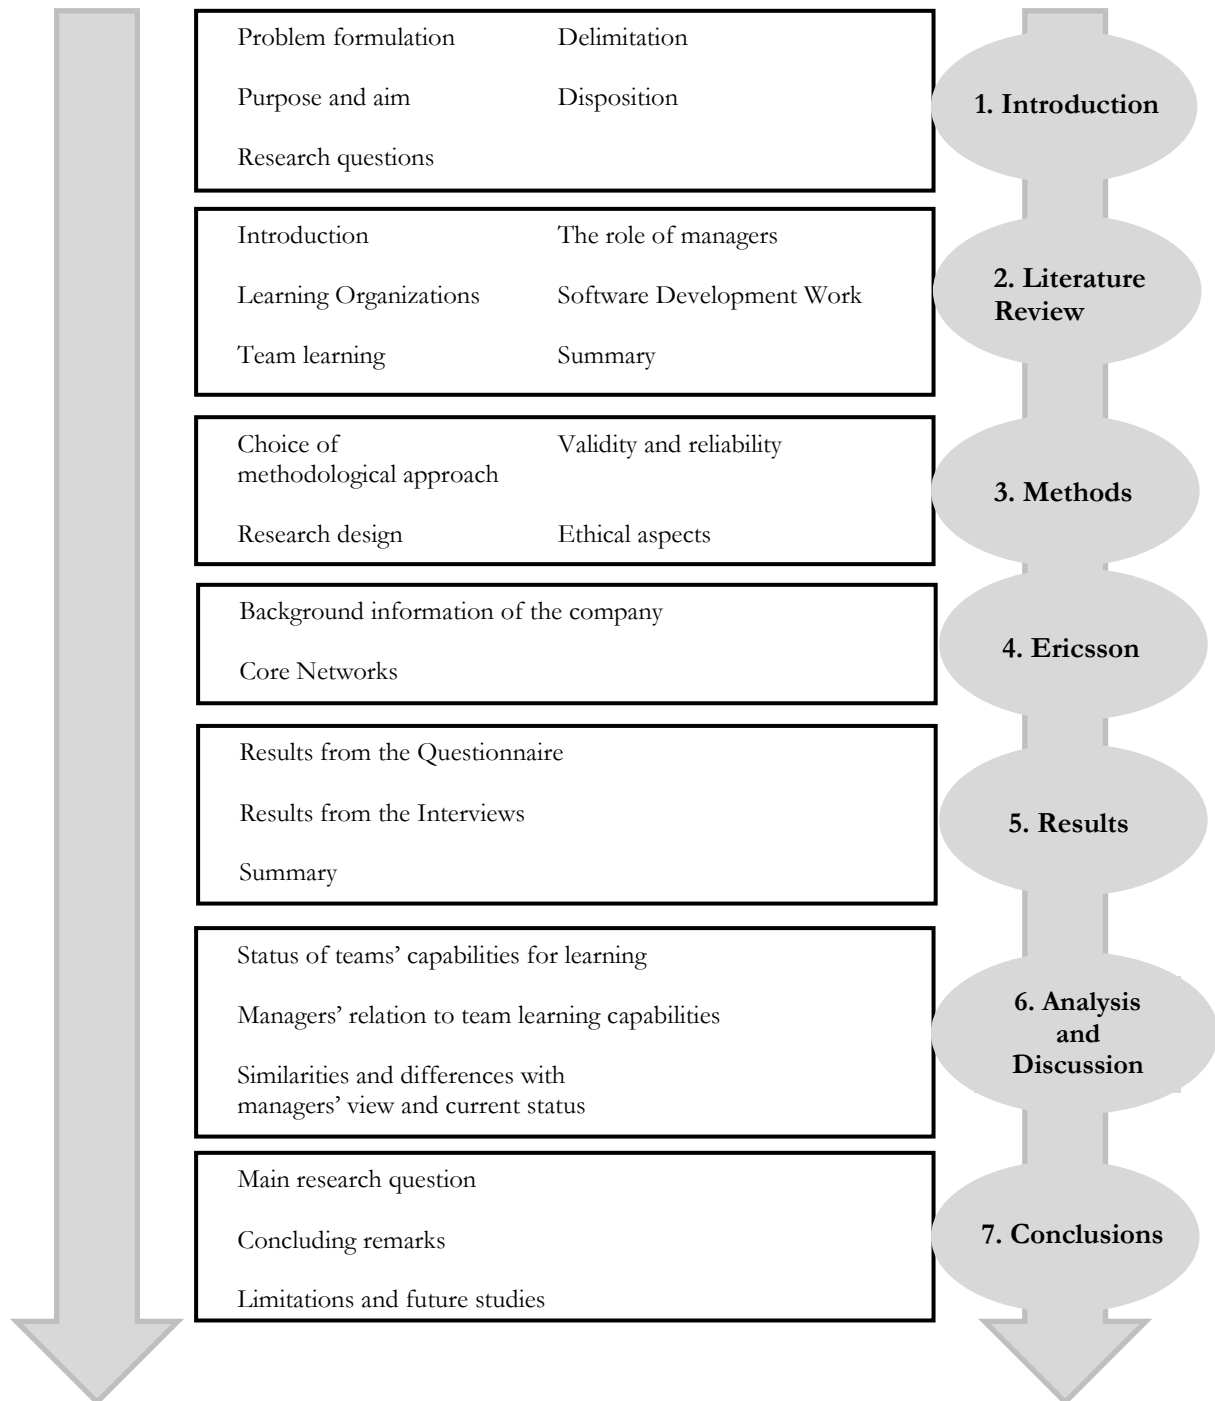 Problem formulation
Delimitation
Purpose and aim
Disposition
Research questions
1. Introduction
Introduction
The role of managers
Learning Organizations
Software Development Work
Team learning
Summary
2. Literature
Review
Choice of
methodological approach
Validity and reliability
Research design
Ethical aspects
3. Methods
Background information of the company
Core Networks
4. Ericsson
Results from the Questionnaire
Results from the Interviews
Summary
5. Results
Status of teams’ capabilities for learning
Managers’ relation to team learning capabilities
Similarities and differences with
managers’ view and current status
6. Analysis
and
Discussion
Main research question
Concluding remarks
Limitations and future studies
7. Conclusions